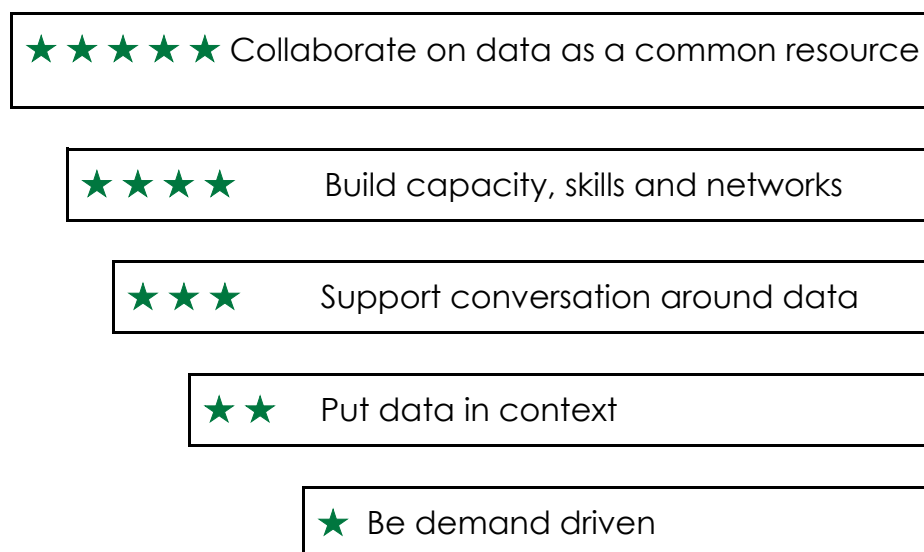 ★ ★ ★ ★ ★ Collaborate on data as a common resource
★ ★ ★ ★ Build capacity, skills and networks
★ ★ ★ Support conversation around data
★ ★ Put data in context
★ Be demand driven